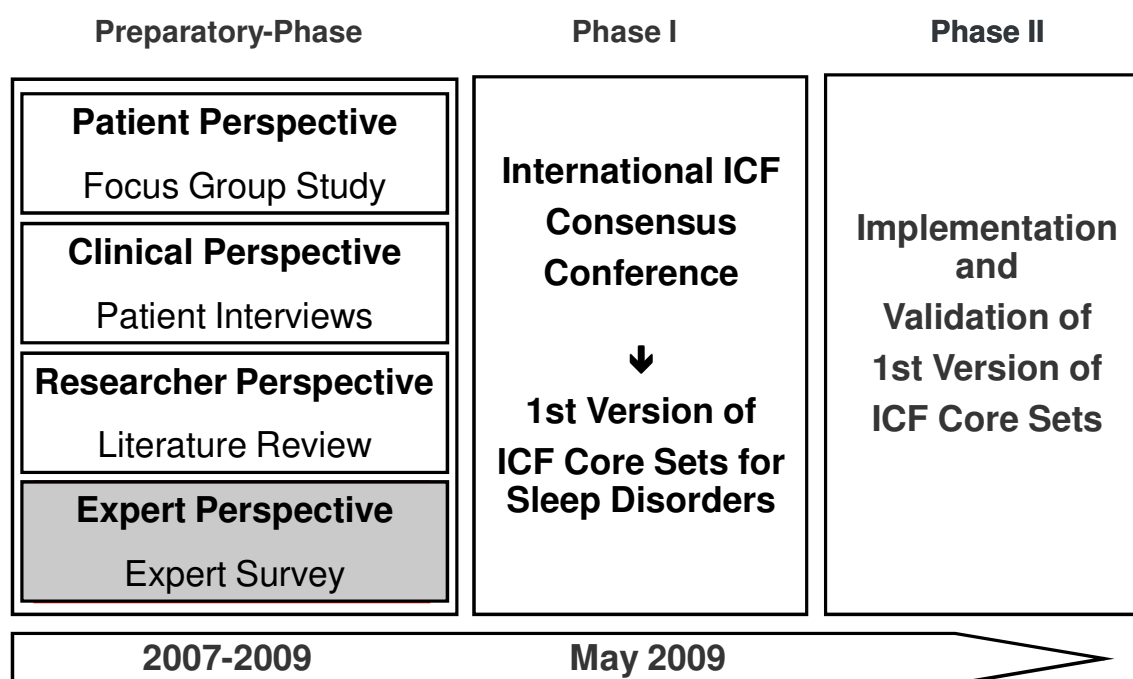 Preparatory-Phase
Phase I
Phase II
Patient Perspective
Focus Group Study
Clinical Perspective
Patient Interviews
Researcher Perspective
Literature Review
Expert Perspective
Expert Survey
International ICF
Consensus
Conference
1st Version of
ICF Core Sets for
Sleep Disorders
Implementation
and
Validation of
1st Version of
ICF Core Sets
2007-2009
May 2009